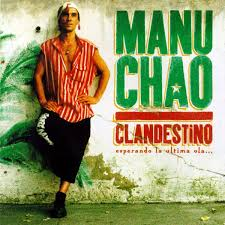 MANU
CHAO
CLANDESTINO
esperando la ultima ola...